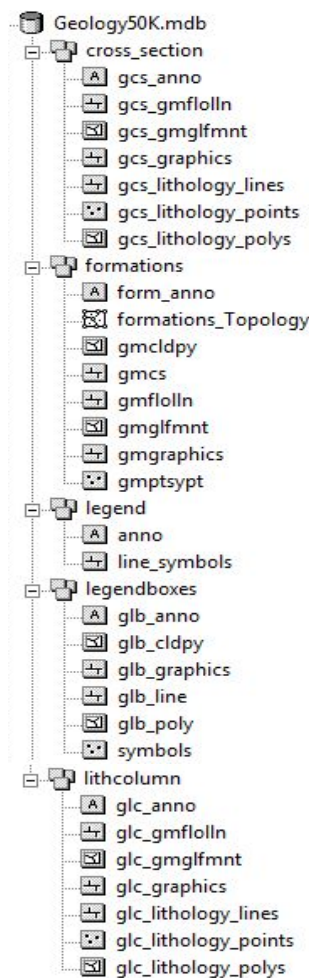 Geology50K.mdb
cross_section
gcs_anno
gcs_gmflolln
gcs_gmglfmnt
gcs_graphics
gcs_lithology_lines
gcs_lithology_points
gcs_lithology_polys
formations
form_anno
formations_Topology
gmcldpy
gmcs
gmflolln
gmglfmnt
gmgraphics
gmptsypt
legend
anno
line_symbols
legendboxes
glb_anno
glb_cldpy
glb_graphics
glb_line
glb_poly
symbols
lithcolumn
glc_anno
glc_gmflolln
glc_gmglfmnt
glc_graphics
glc_lithology_lines
glc_lithology_points
glc_lithology_polys